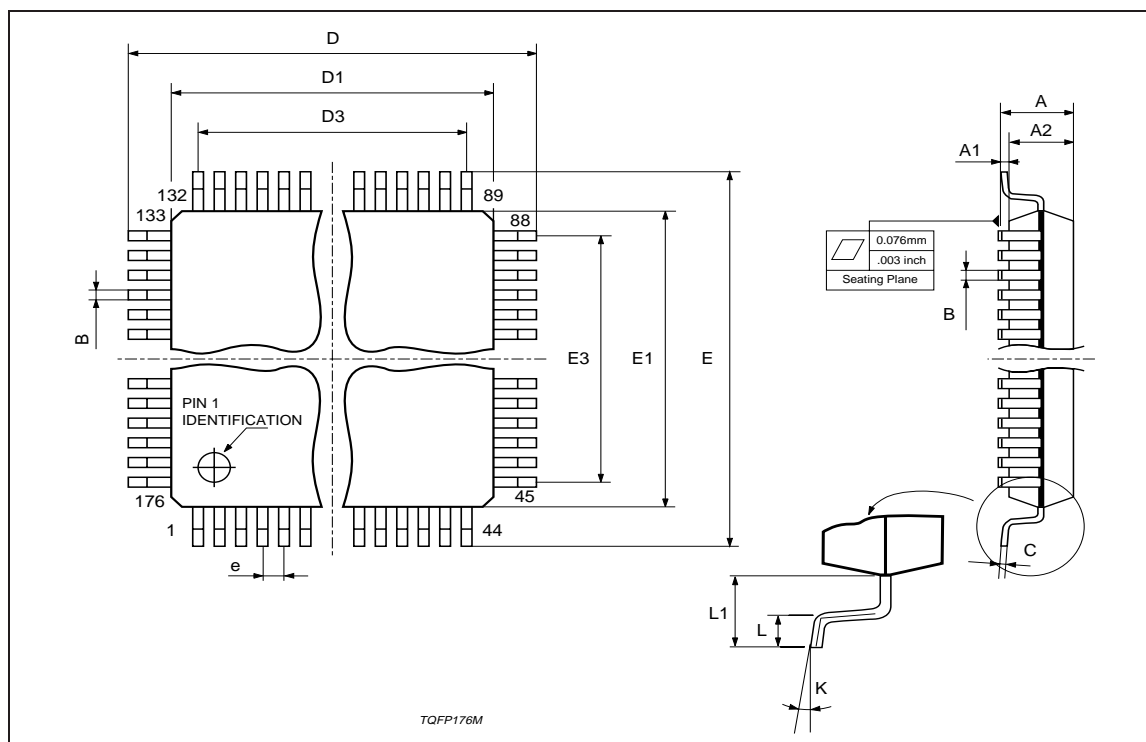 D
D1
D3
A
A2
A1
132
89
133
88
0.076mm
.003 inch
Seating Plane
B
B
E3
E1
E
PIN 1
IDENTIFICATION
176
45
1
44
e
C
L1
L
K
TQFP176M